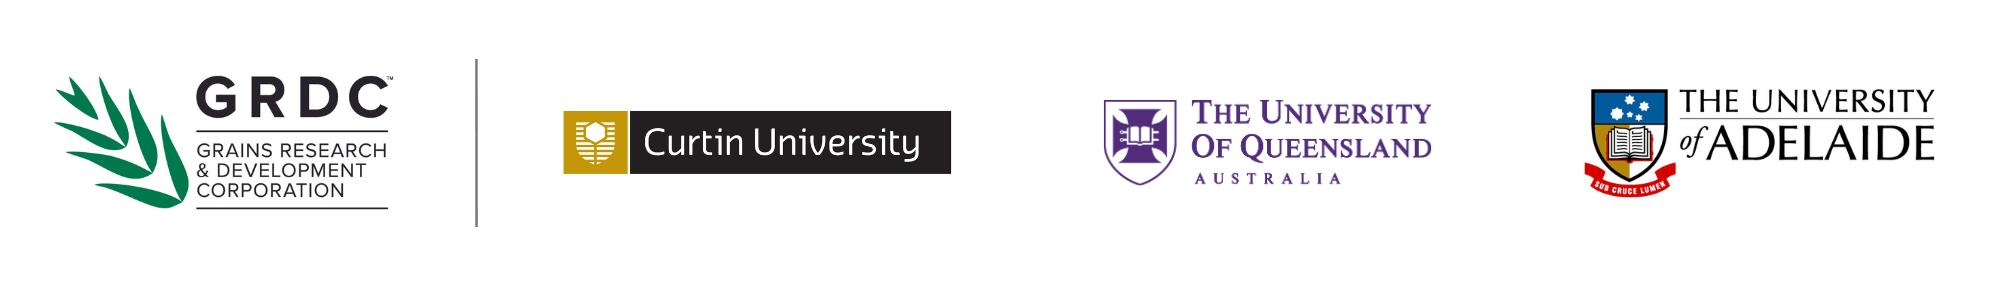 GRDC™
GRAINS RESEARCH
& DEVELOPMENT
CORPORATION
Curtin University
THE UNIVERSITY
OF QUEENSLAND
AUSTRALIA
THE UNIVERSITY
of ADELAIDE
SUB CRUCE LUMEN